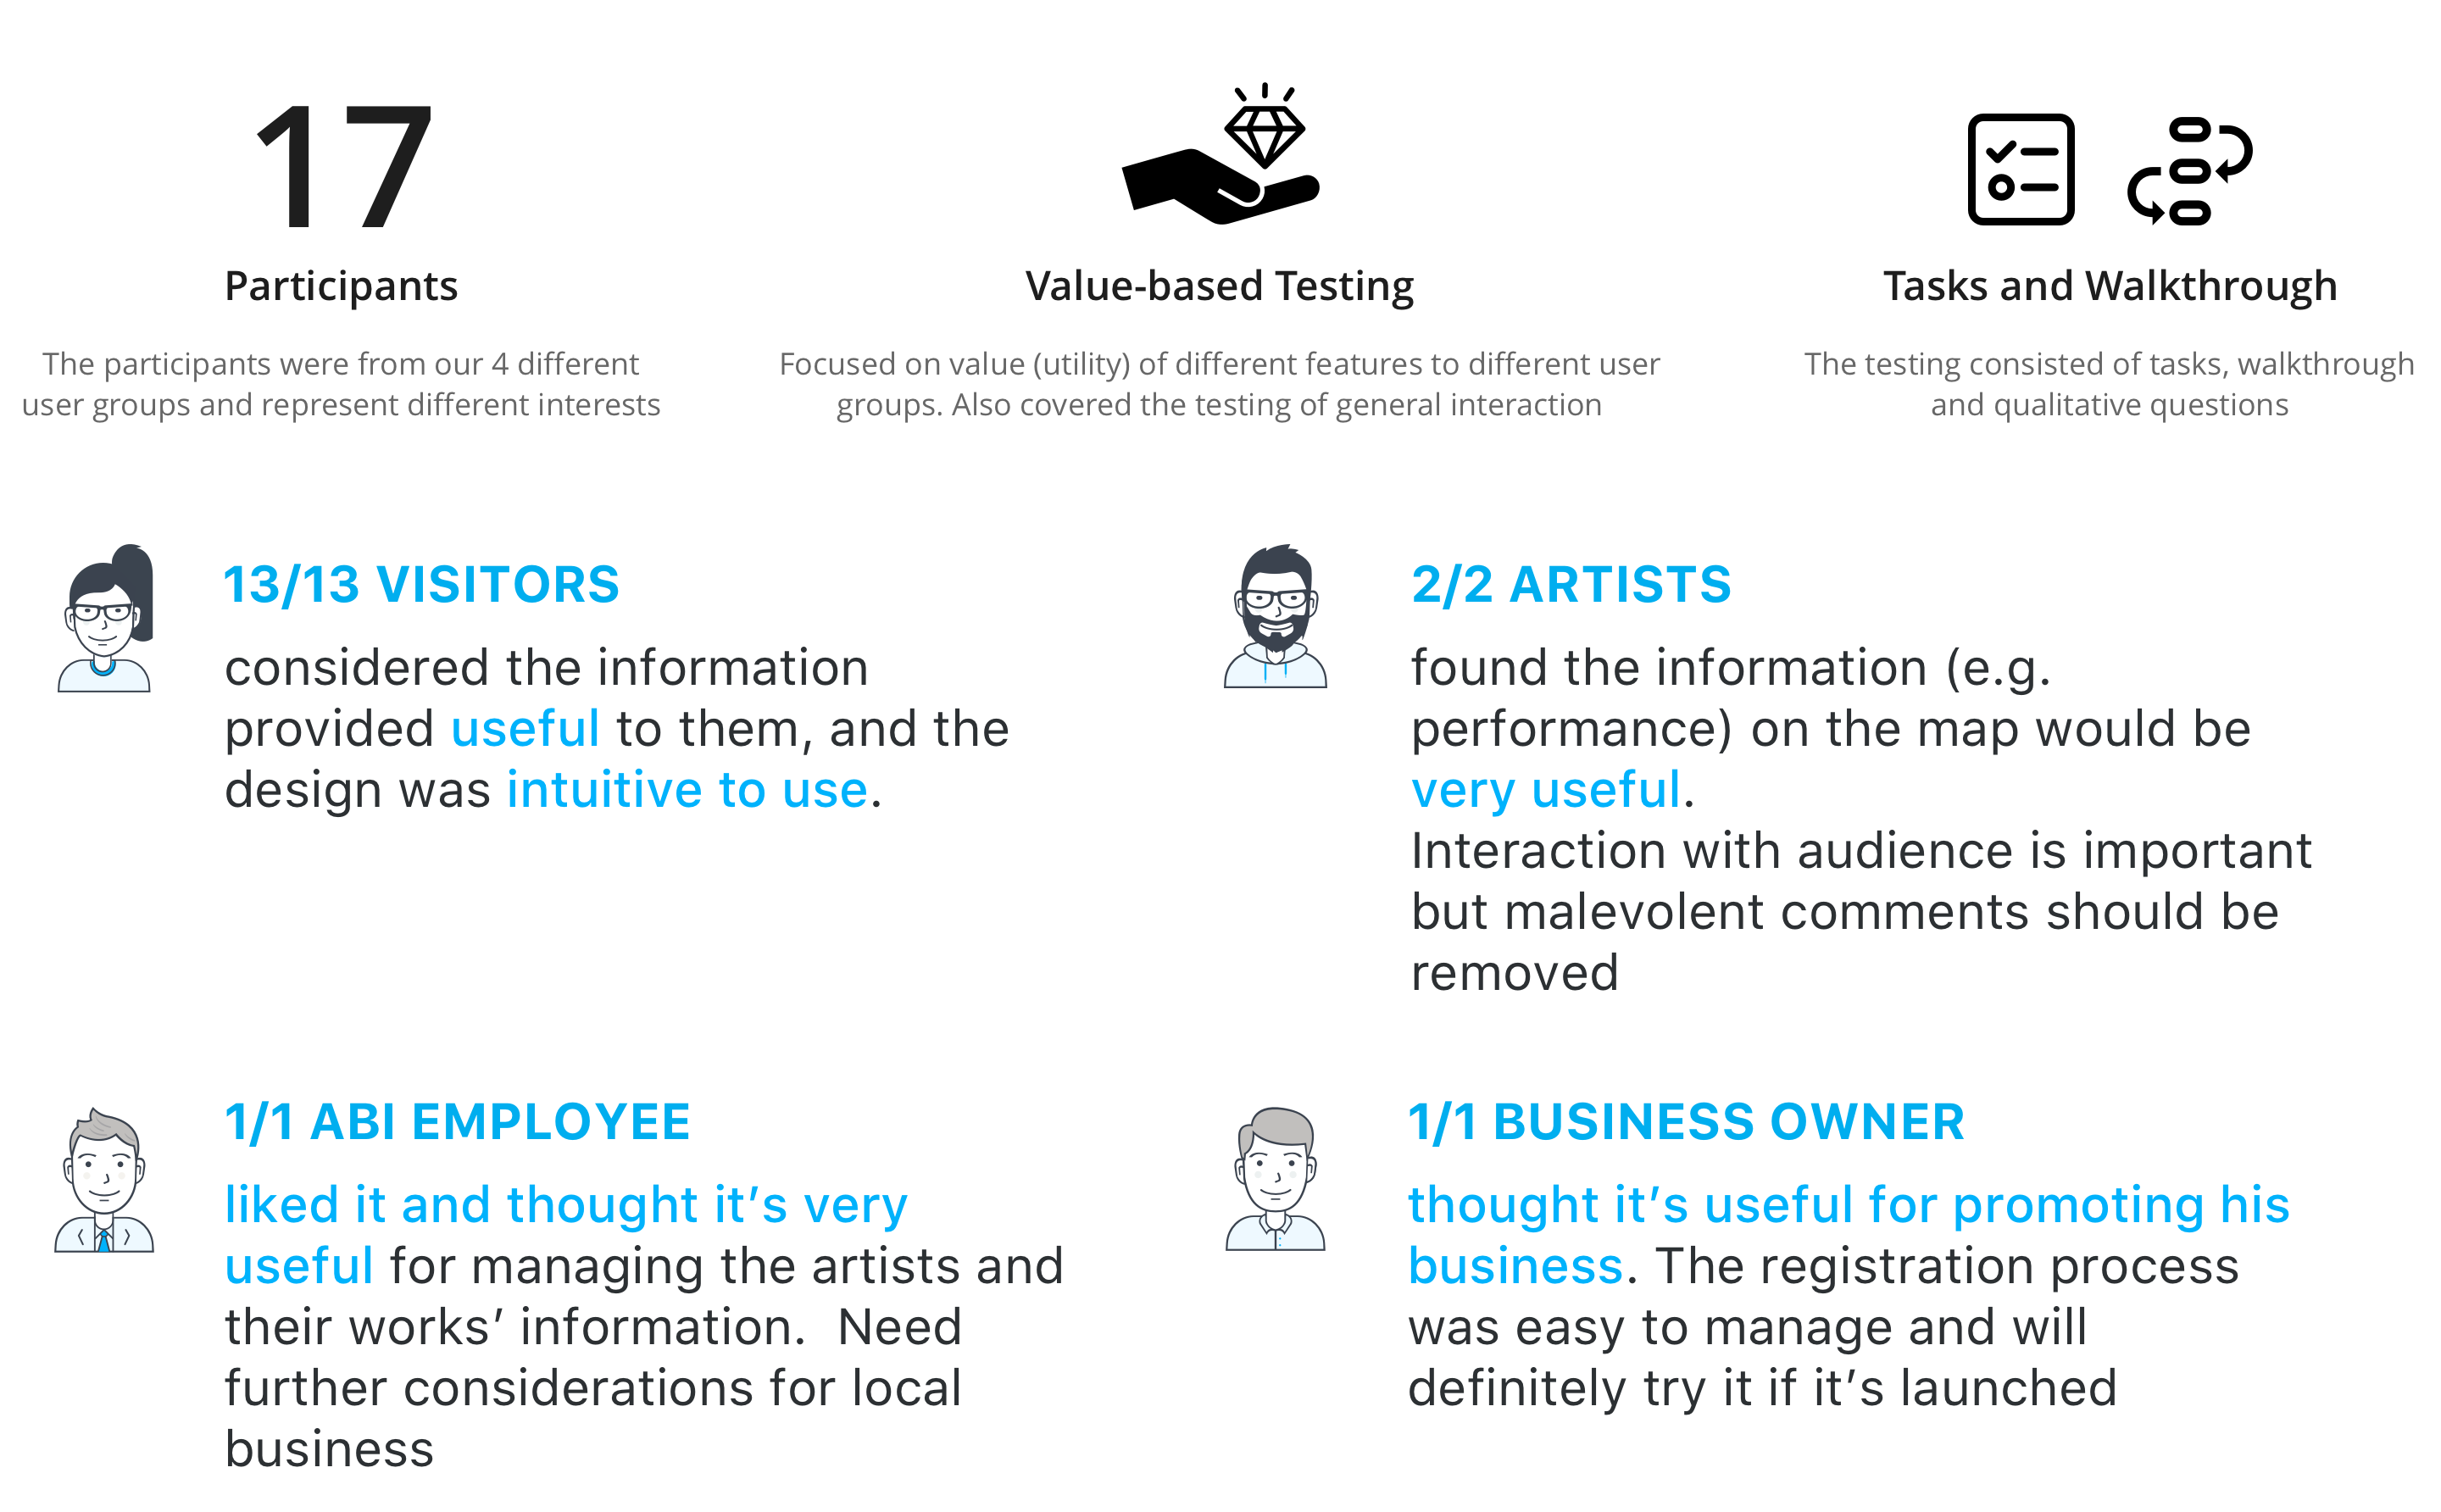 17
Participants
The participants were from our 4 different
user groups and represent different interests
Value-based Testing
Focused on value (utility) of different features to different user
groups. Also covered the testing of general interaction
Tasks and Walkthrough
The testing consisted of tasks, walkthrough
and qualitative questions
13/13 VISITORS
considered the information
provided useful to them, and the
design was intuitive to use.
2/2 ARTISTS
found the information (e.g.
performance) on the map would be
very useful.
Interaction with audience is important
but malevolent comments should be
removed
1/1 ABI EMPLOYEE
liked it and thought it’s very
useful for managing the artists and
their works’ information.  Need
further considerations for local
business
1/1 BUSINESS OWNER
thought it’s useful for promoting his
business. The registration process
was easy to manage and will
definitely try it if it’s launched